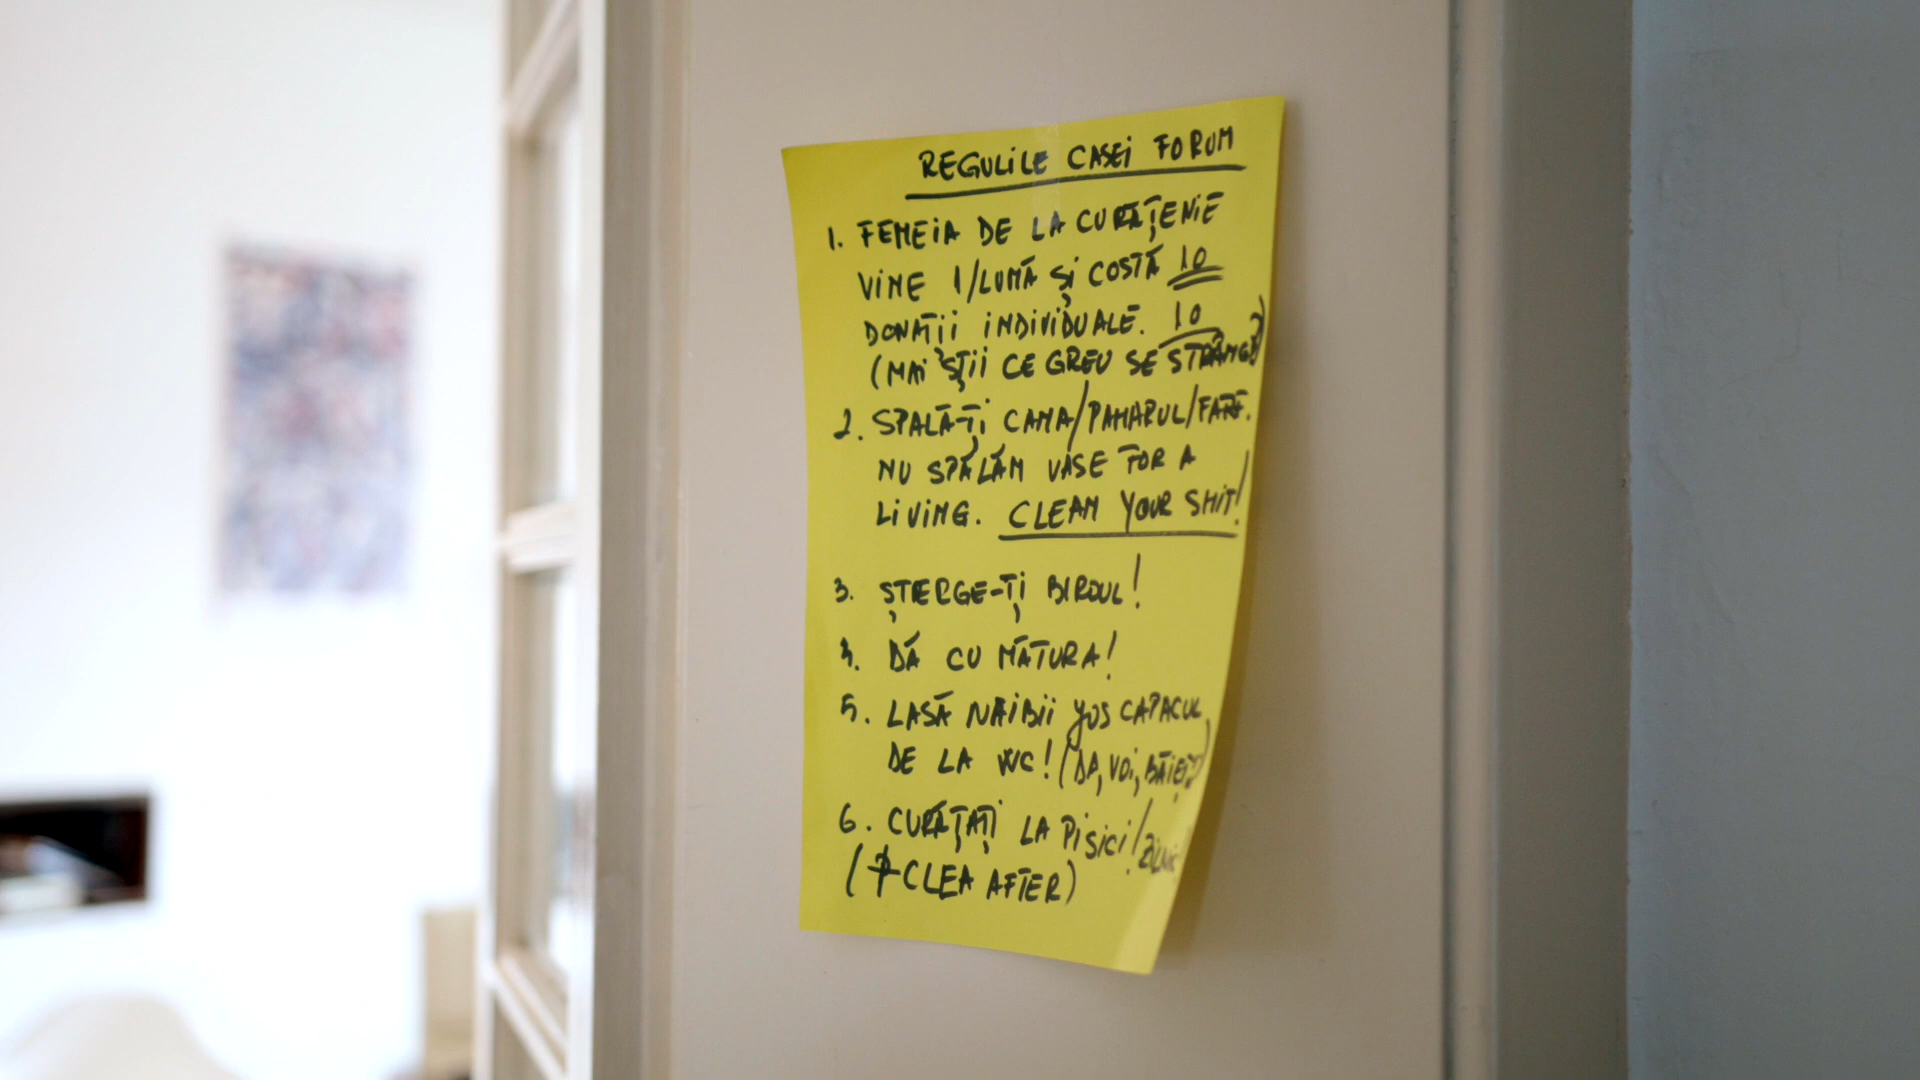 REGULILE CASEI FORUM
1. FEMEIA DE LA CURĂȚENIE
VINE 1/LUNĂ ȘI COSTĂ 10
DONAȚII INDIVIDUALE. 10
(MAI ȘTII CE GREU SE STRÂNG?)
2. SPALĂ-ȚI CANA/PAHARUL/FARF.
NU SPĂLĂM VASE FOR A
LIVING. CLEAN YOUR SHIT!
3. ȘTERGE-ȚI BIROUL!
4. DĂ CU MĂTURA!
5. LASĂ NAIBII JOS CAPACUL
DE LA WC! (DA, VOI, BĂIEȚI)
6. CURĂȚAȚI LA PISICI/ZILNIC!
(+ CLEA AFTER)